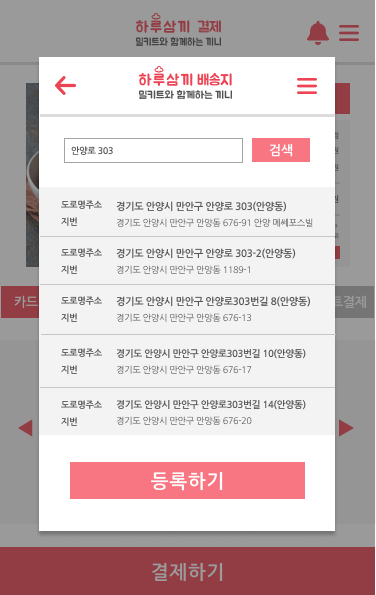 하루삼끼 결제
밀키트와 함께하는 끼니
하루삼끼 배송지
밀키트와 함께하는 끼니
안양로 303
검색
도로명주소 경기도 안양시 만안구 안양로 303(안양동)
지번 경기도 안양시 만안구 안양동 676-91 안양 메쎄포스빌
도로명주소 경기도 안양시 만안구 안양로 303-2(안양동)
지번 경기도 안양시 만안구 안양동 1189-1
도로명주소 경기도 안양시 만안구 안양로303번길 8(안양동)
지번 경기도 안양시 만안구 안양동 676-13
도로명주소 경기도 안양시 만안구 안양로303번길 10(안양동)
지번 경기도 안양시 만안구 안양동 676-17
도로명주소 경기도 안양시 만안구 안양로303번길 14(안양동)
지번 경기도 안양시 만안구 안양동 676-20
카드
트결제
등록하기
결제하기